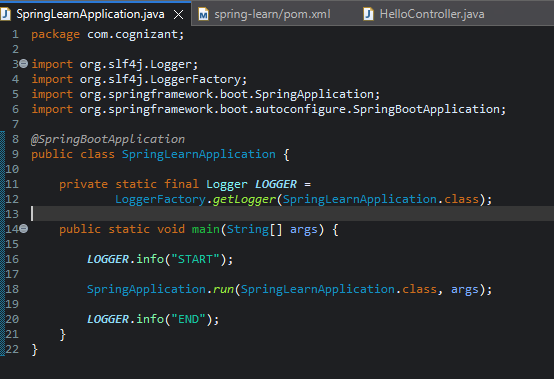 SpringLearnApplication.java spring-learn/pom.xml HelloController.java
1 package com.cognizant;
2
3 import org.slf4j.Logger;
4 import org.slf4j.LoggerFactory;
5 import org.springframework.boot.SpringApplication;
6 import org.springframework.boot.autoconfigure.SpringBootApplication;
7
8 @SpringBootApplication
9 public class SpringLearnApplication {
10
11 private static final Logger LOGGER =
12 LoggerFactory.getLogger(SpringLearnApplication.class);
13
14 public static void main(String[] args) {
15
16 LOGGER.info("START");
17
18 SpringApplication.run(SpringLearnApplication.class, args);
19
20 LOGGER.info("END");
21 }
22 }